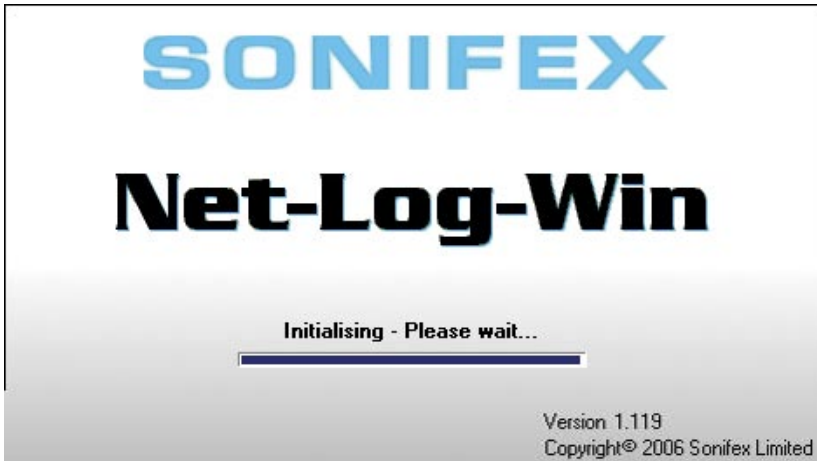 SONIFEX
Net-Log-Win
Initialising - Please wait...
Version 1.119
Copyright© 2006 Sonifex Limited